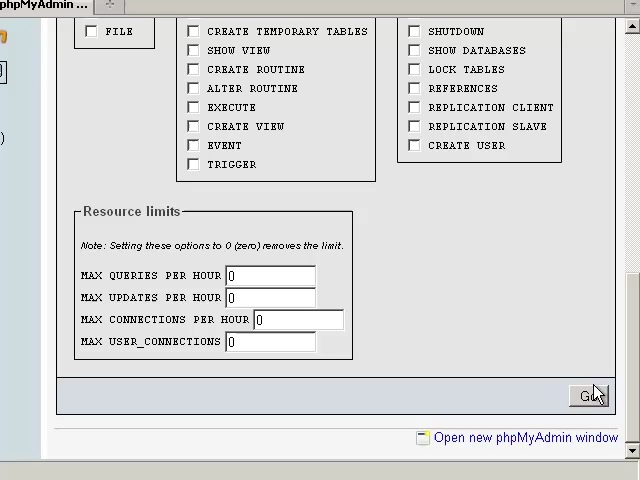 phpMyAdmin ...
FILE
CREATE TEMPORARY TABLES
SHOW VIEW
CREATE ROUTINE
ALTER ROUTINE
EXECUTE
CREATE VIEW
EVENT
TRIGGER
SHUTDOWN
SHOW DATABASES
LOCK TABLES
REFERENCES
REPLICATION CLIENT
REPLICATION SLAVE
CREATE USER
)
Resource limits
Note: Setting these options to 0 (zero) removes the limit.
MAX QUERIES PER HOUR 0
MAX UPDATES PER HOUR 0
MAX CONNECTIONS PER HOUR 0
MAX USER_CONNECTIONS 0
Go
Open new phpMyAdmin window